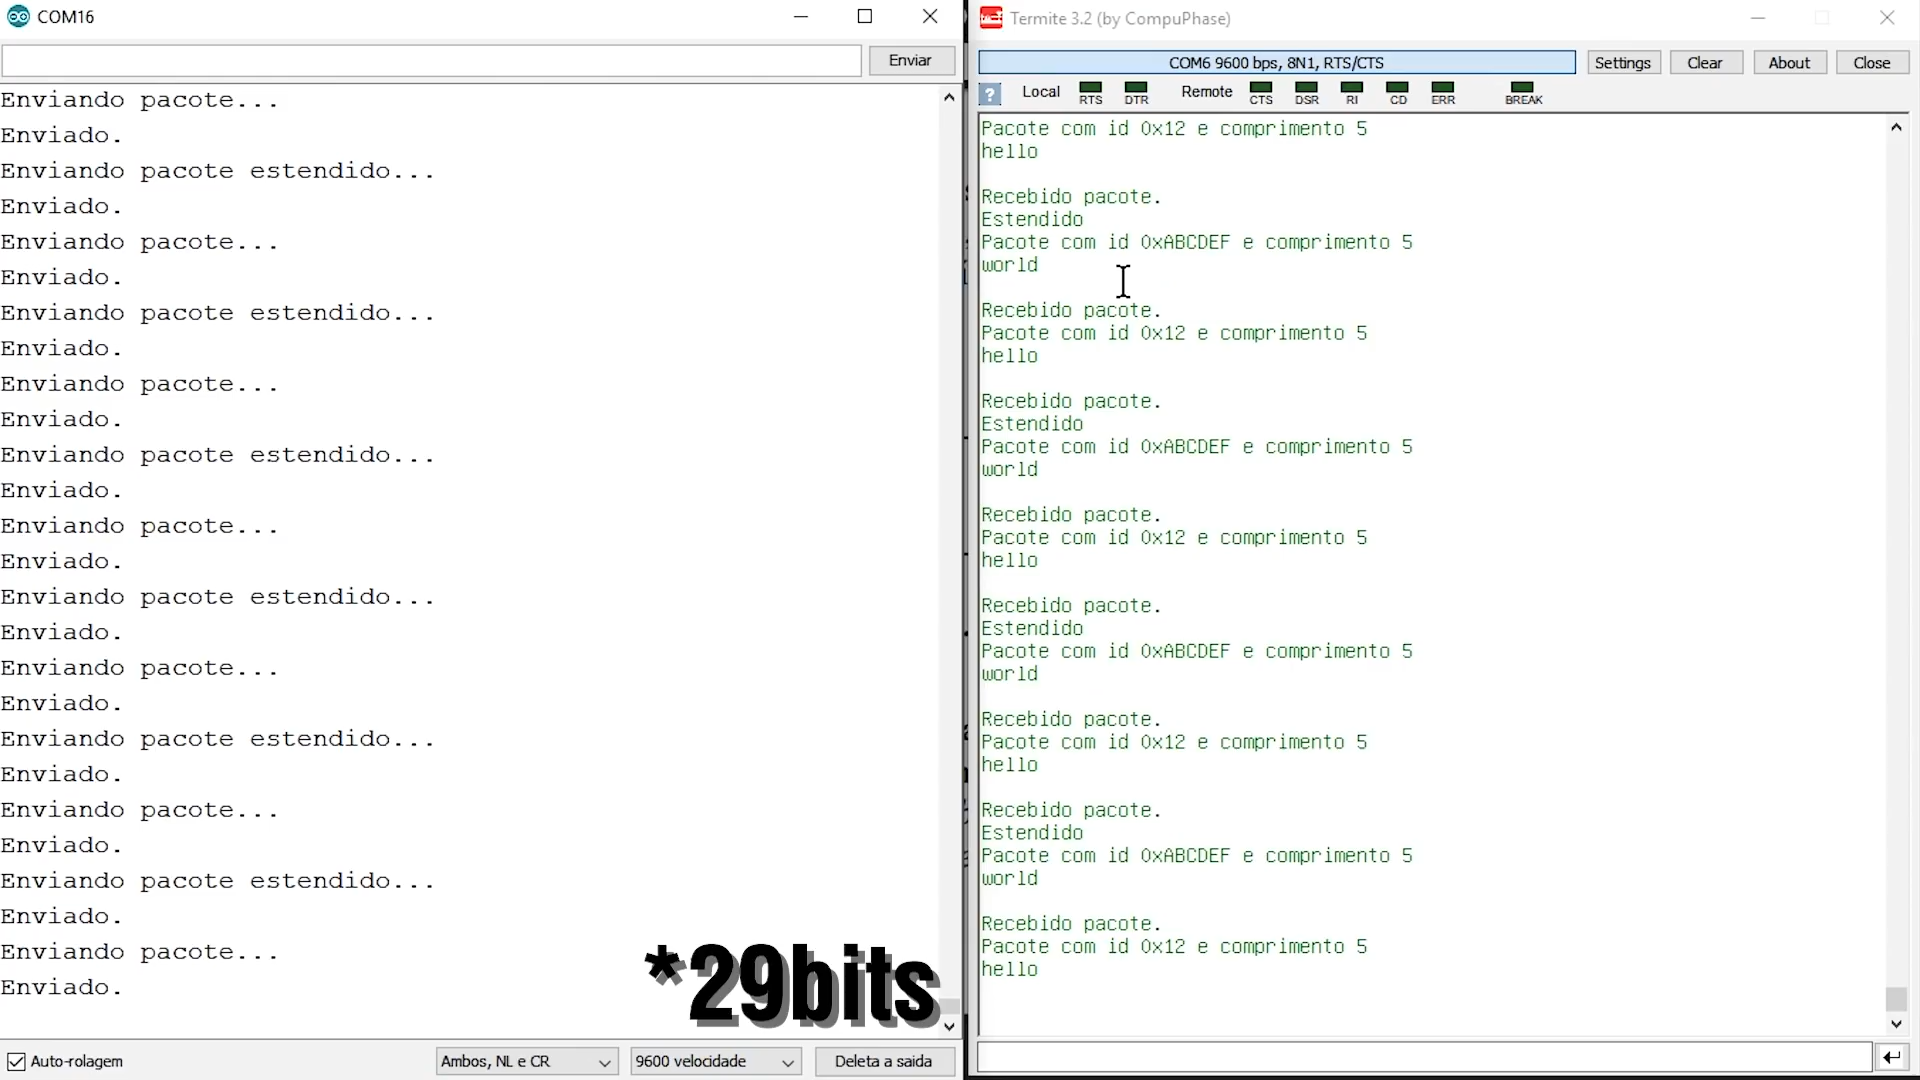 COM16
Enviar
Enviando pacote...
Enviado.
Enviando pacote estendido...
Enviado.
Enviando pacote...
Enviado.
Enviando pacote estendido...
Enviado.
Enviando pacote...
Enviado.
Enviando pacote estendido...
Enviado.
Enviando pacote...
Enviado.
Enviando pacote estendido...
Enviado.
Enviando pacote...
Enviado.
Enviando pacote estendido...
Enviado.
Enviando pacote...
Enviado.
Enviando pacote estendido...
Enviado.
Enviando pacote...
Enviado.
*29bits
Auto-rolagem
Ambos, NL e CR
9600 velocidade
Deleta a saida
Termite 3.2 (by CompuPhase)
COM6 9600 bps, 8N1, RTS/CTS
Settings
Clear
About
Close
? Local RTS DTR Remote CTS DSR RI CD ERR BREAK
Pacote com id 0x12 e comprimento 5
hello
Recebido pacote.
Estendido
Pacote com id 0xABCDEF e comprimento 5
world
Recebido pacote.
Pacote com id 0x12 e comprimento 5
hello
Recebido pacote.
Estendido
Pacote com id 0xABCDEF e comprimento 5
world
Recebido pacote.
Pacote com id 0x12 e comprimento 5
hello
Recebido pacote.
Estendido
Pacote com id 0xABCDEF e comprimento 5
world
Recebido pacote.
Pacote com id 0x12 e comprimento 5
hello
Recebido pacote.
Estendido
Pacote com id 0xABCDEF e comprimento 5
world
Recebido pacote.
Pacote com id 0x12 e comprimento 5
hello